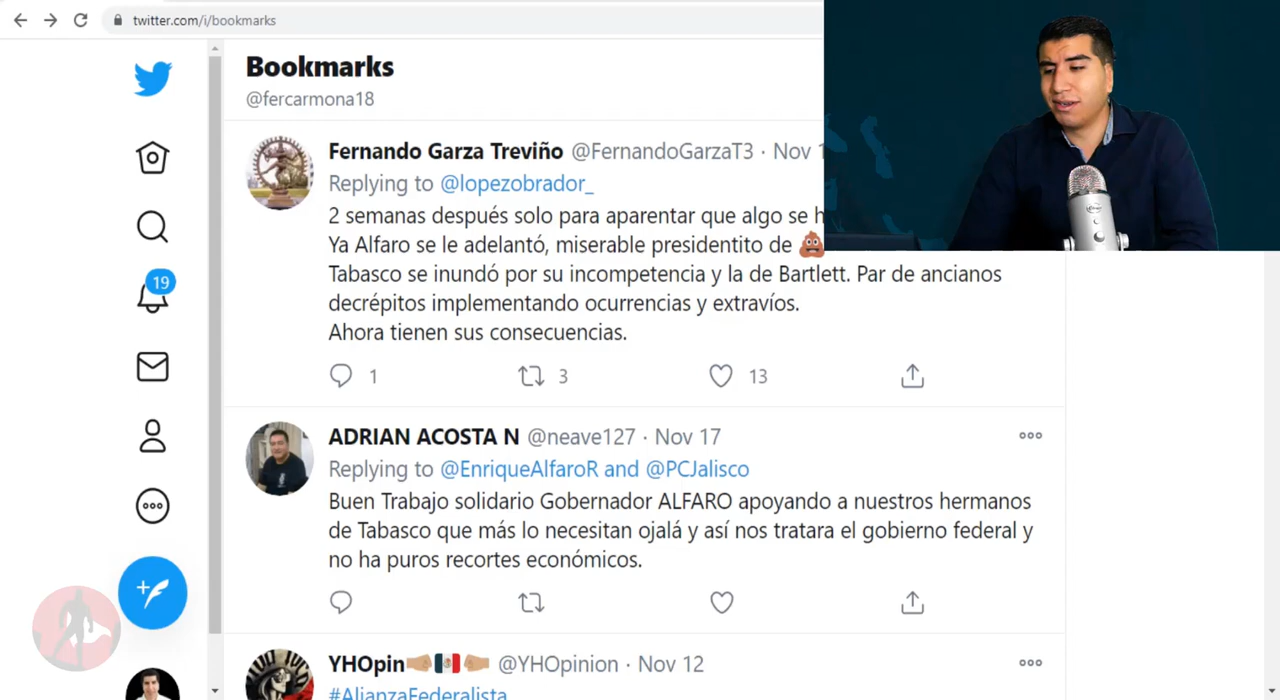 twitter.com/i/bookmarks
Bookmarks
@fercarmona18
Fernando Garza Treviño @FernandoGarzaT3 · Nov 1
Replying to @lopezobrador_
2 semanas después solo para aparentar que algo se h
Ya Alfaro se le adelantó, miserable presidentito de 💩
Tabasco se inundó por su incompetencia y la de Bartlett. Par de ancianos
decrépitos implementando ocurrencias y extravíos.
Ahora tienen sus consecuencias.
1 3 13
19
ADRIAN ACOSTA N @neave127 · Nov 17
Replying to @EnriqueAlfaroR and @PCJalisco
Buen Trabajo solidario Gobernador ALFARO apoyando a nuestros hermanos
de Tabasco que más lo necesitan ojalá y así nos tratara el gobierno federal y
no ha puros recortes económicos.
YHOpin🤜🏼🇲🇽🤛🏼 @YHOpinion · Nov 12
#AlianzaFederalista